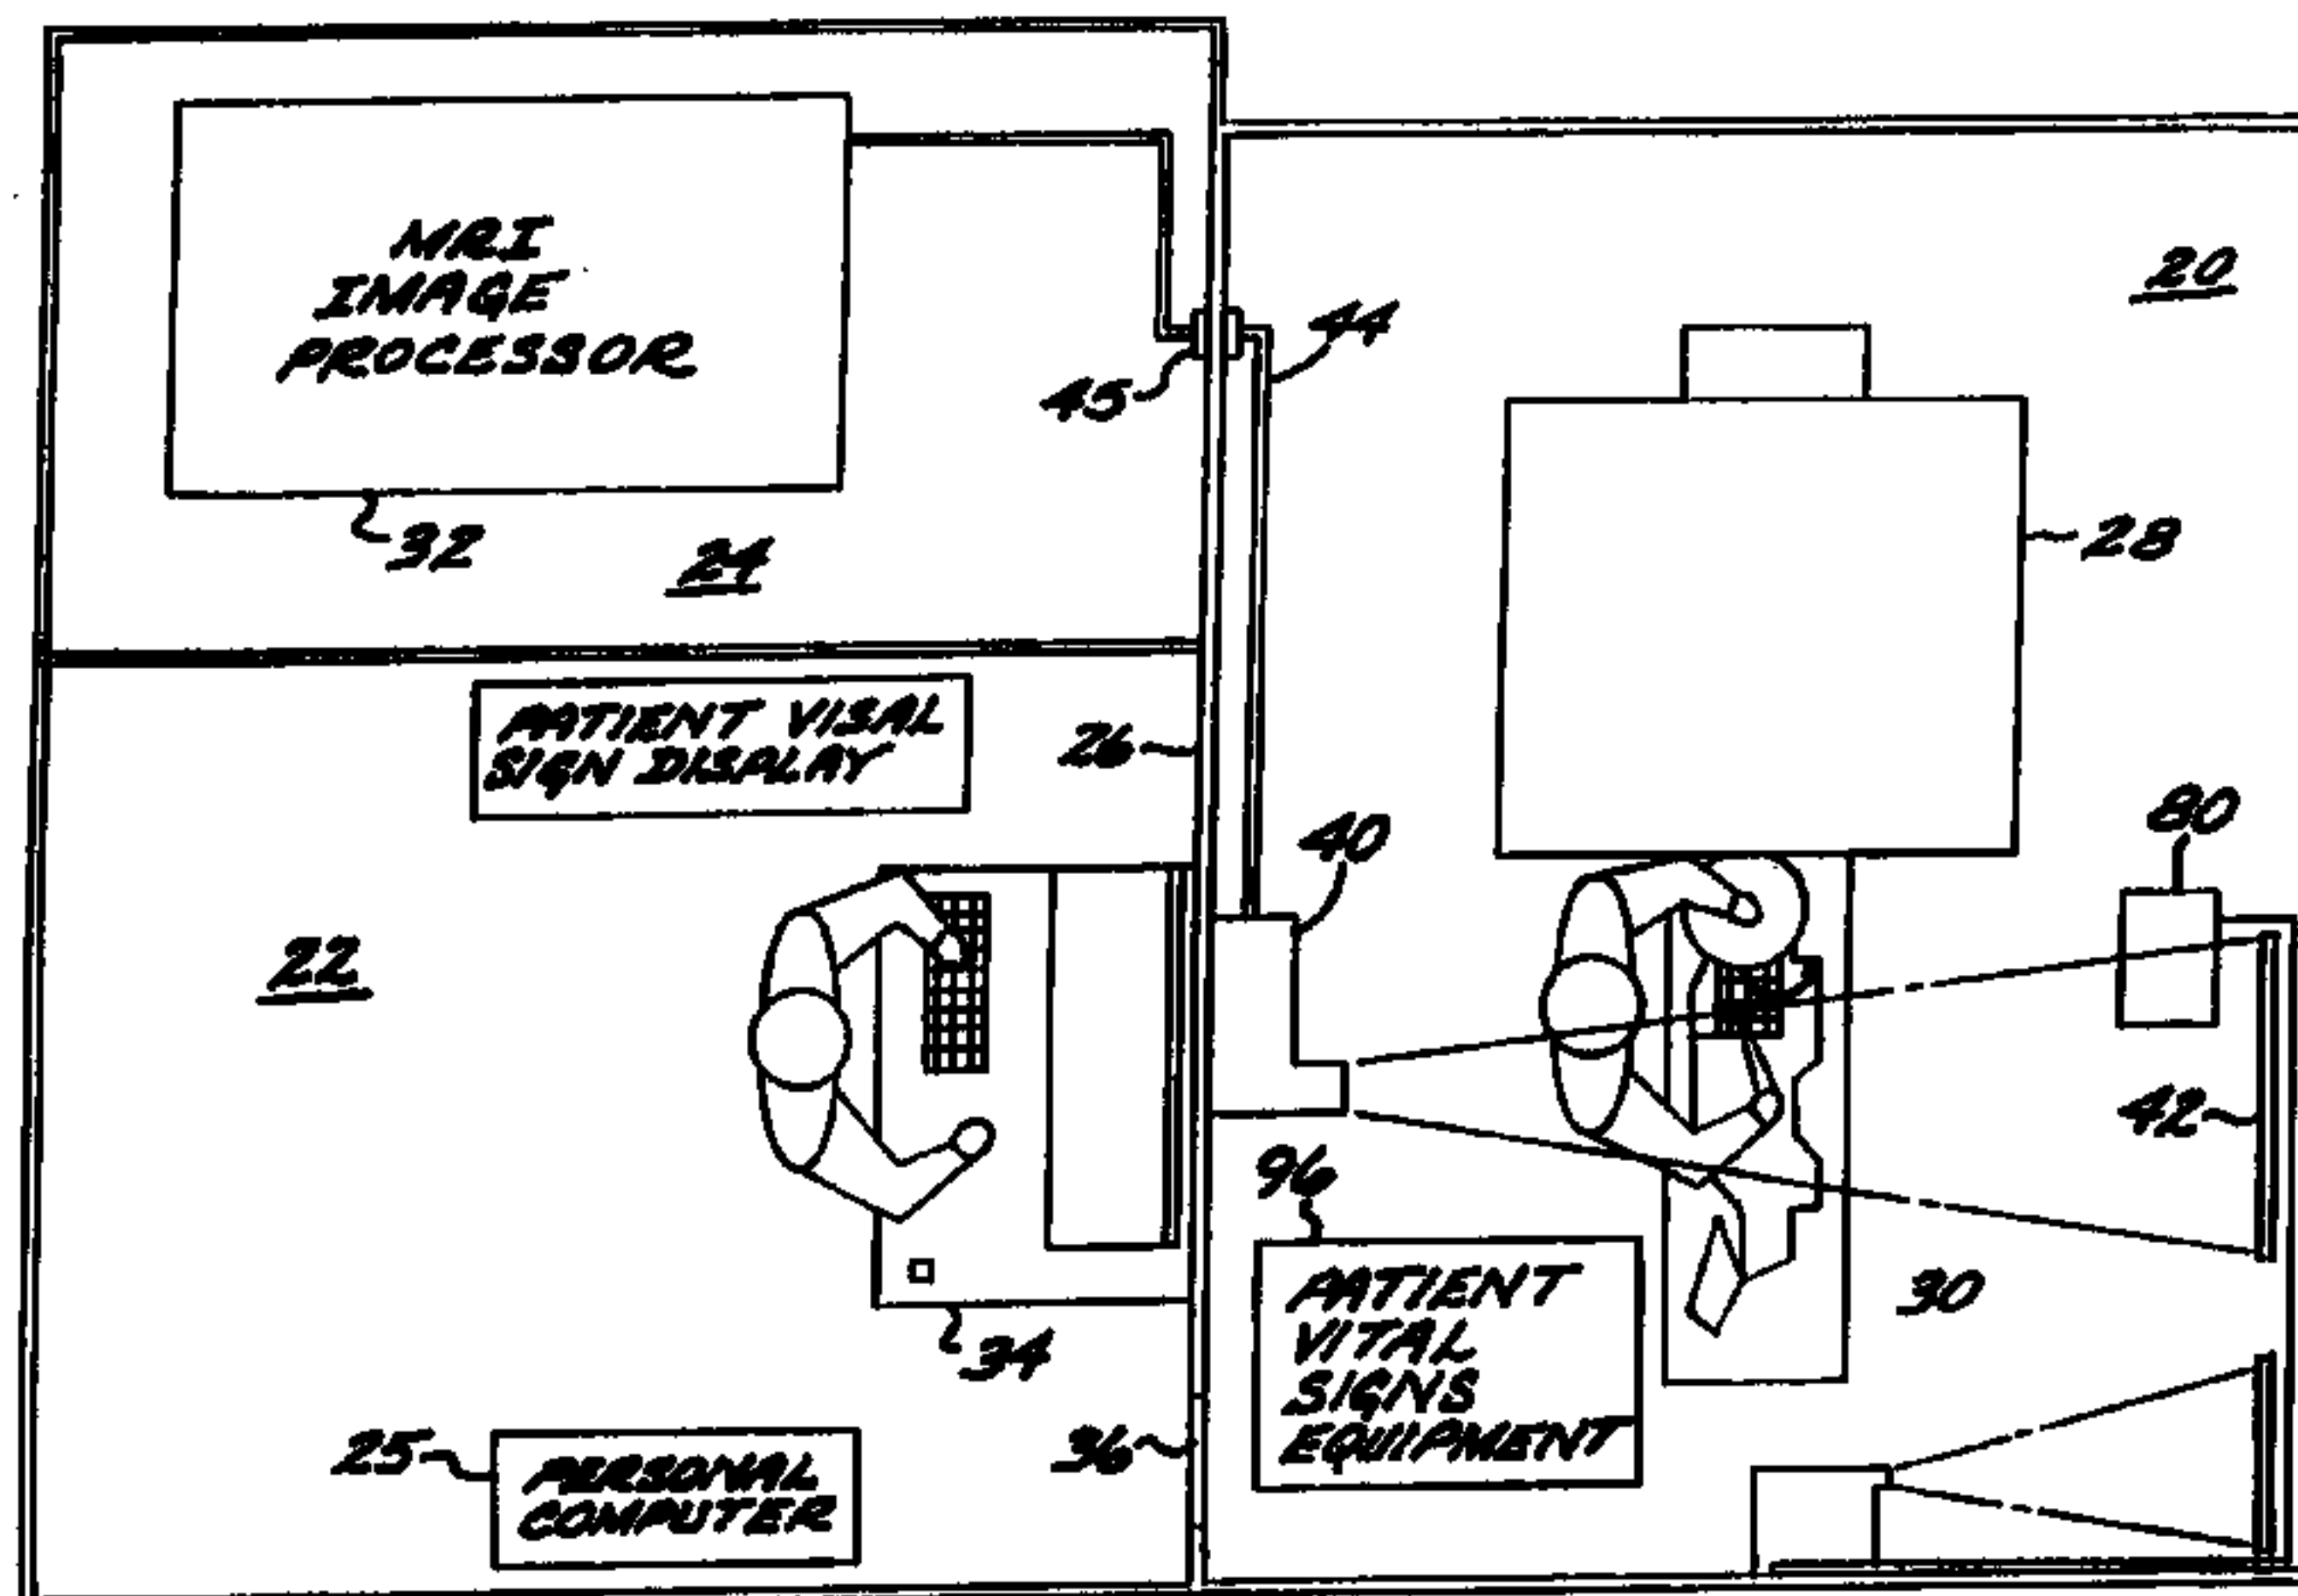 MRI
IMAGE
PROCESSOR
20
44
45
32
24
28
PATIENT VISAL
SIGN DISPLAY
26
40
80
22
42
96
PATIENT
VITAL
SIGNS
EQUIPMENT
30
34
25
PERSONAL
COMPUTER
36